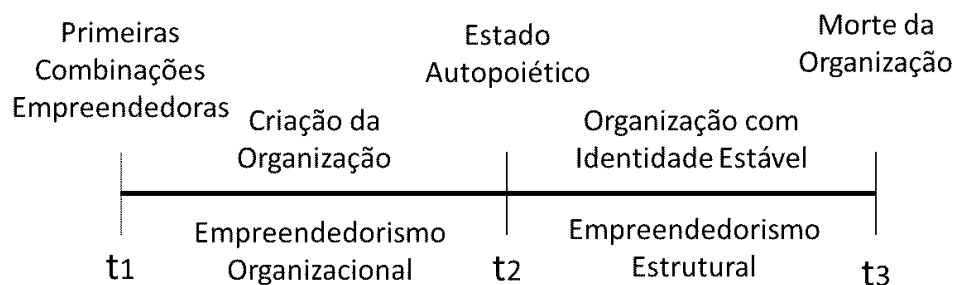 Primeiras
Combinações
Empreendedoras
Estado
Autopoiético
Morte da
Organização
Criação da
Organização
Organização com
Identidade Estável
Empreendedorismo
Organizacional
Empreendedorismo
Estrutural
t1
t2
t3